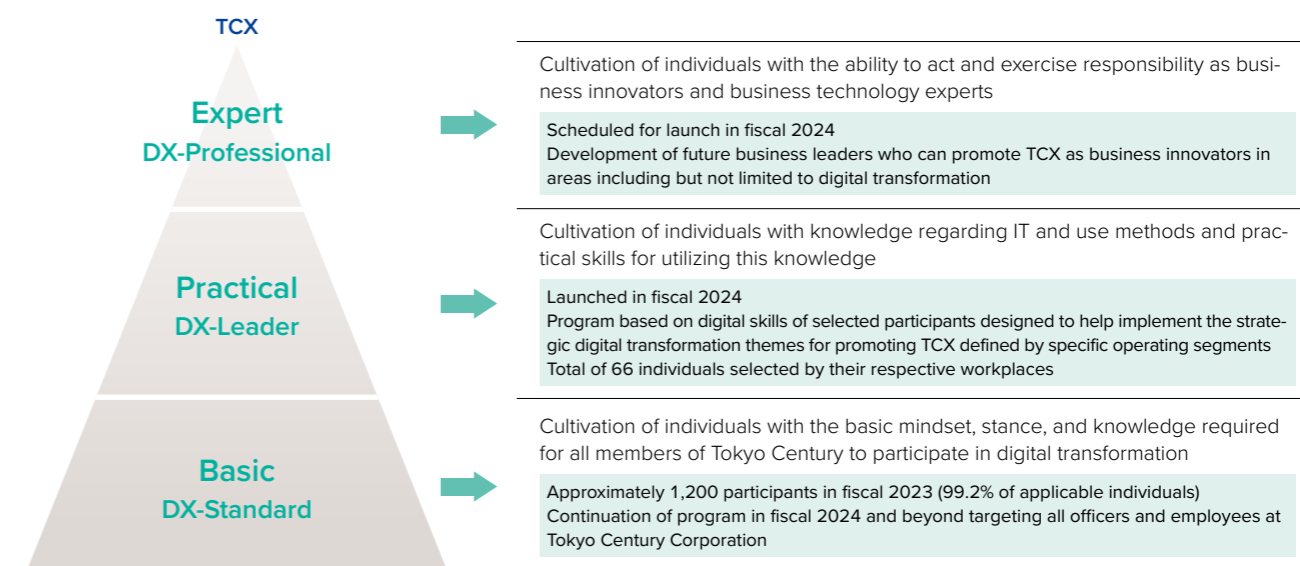 TCX
Expert
DX-Professional
Cultivation of individuals with the ability to act and exercise responsibility as busi-
ness innovators and business technology experts
Scheduled for launch in fiscal 2024
Development of future business leaders who can promote TCX as business innovators in
areas including but not limited to digital transformation
Practical
DX-Leader
Cultivation of individuals with knowledge regarding IT and use methods and prac-
tical skills for utilizing this knowledge
Launched in fiscal 2024
Program based on digital skills of selected participants designed to help implement the strate-
gic digital transformation themes for promoting TCX defined by specific operating segments
Total of 66 individuals selected by their respective workplaces
Basic
DX-Standard
Cultivation of individuals with the basic mindset, stance, and knowledge required
for all members of Tokyo Century to participate in digital transformation
Approximately 1,200 participants in fiscal 2023 (99.2% of applicable individuals)
Continuation of program in fiscal 2024 and beyond targeting all officers and employees at
Tokyo Century Corporation